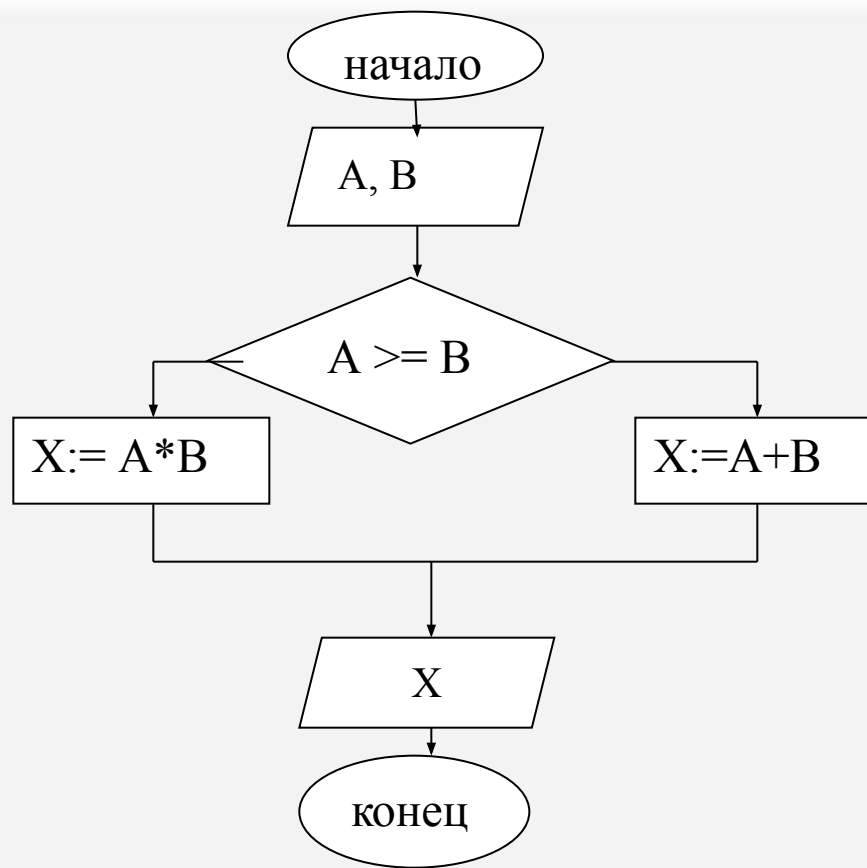 начало
A, B
A >= B
X:= A*B
X:=A+B
X
конец